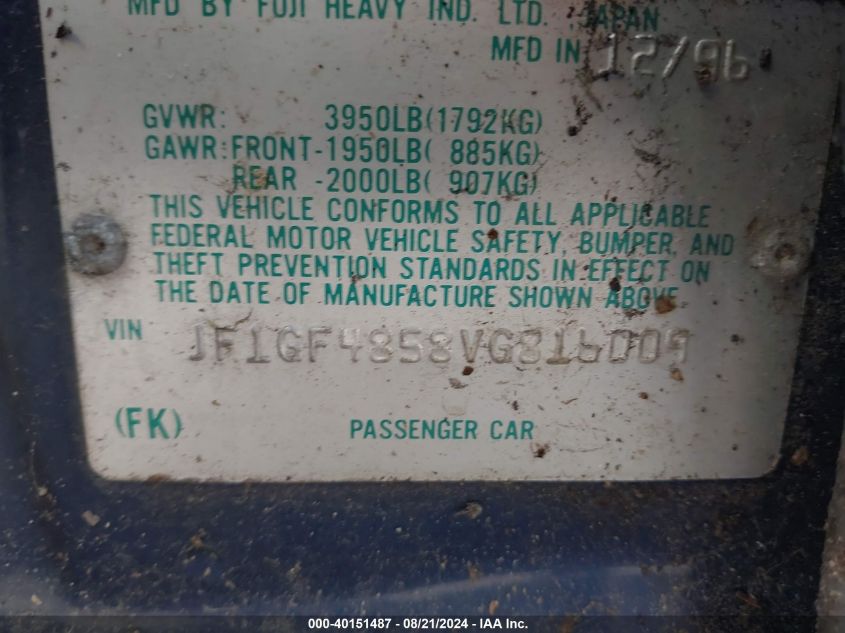 MFD BY FUJI HEAVY IND. LTD. JAPAN
MFD IN 12/96
GVWR: 3950LB(1792KG)
GAWR:FRONT-1950LB( 885KG)
REAR -2000LB( 907KG)
THIS VEHICLE CONFORMS TO ALL APPLICABLE
FEDERAL MOTOR VEHICLE SAFETY, BUMPER, AND
THEFT PREVENTION STANDARDS IN EFFECT ON
THE DATE OF MANUFACTURE SHOWN ABOVE
VIN JF1GF4858VG816009
(FK) PASSENGER CAR
000-40151487 - 08/21/2024 - © IAA Inc.